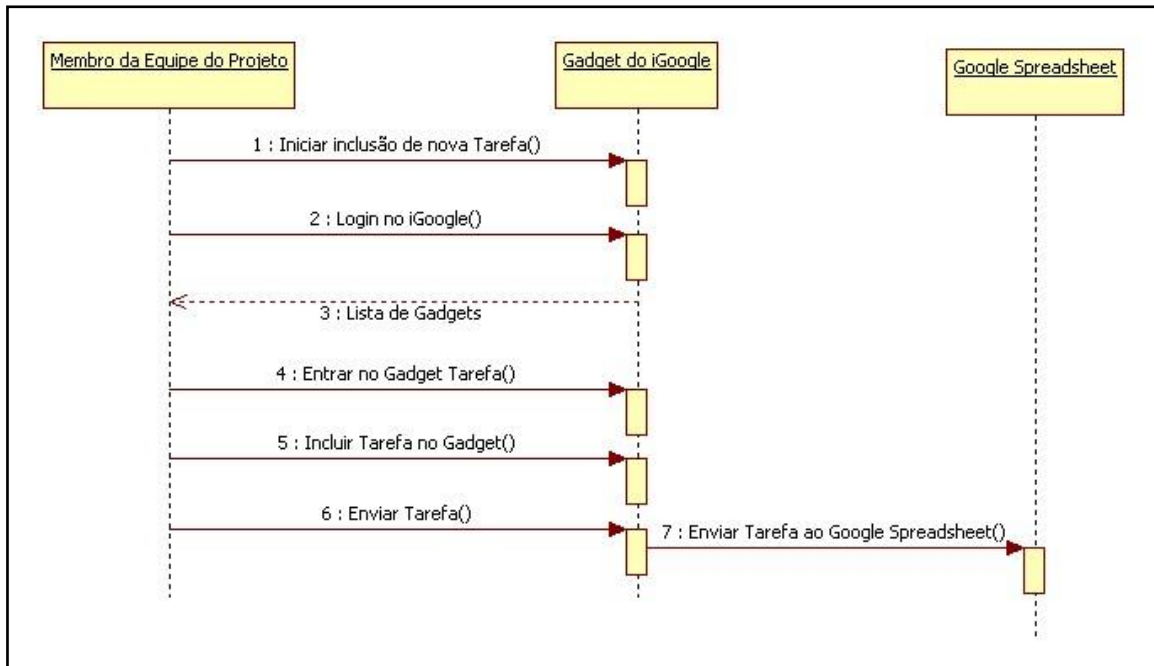 Membro da Equipe do Projeto
Gadget do iGoogle
Google Spreadsheet
1 : Iniciar inclusão de nova Tarefa()
2 : Login no iGoogle()
3 : Lista de Gadgets
4 : Entrar no Gadget Tarefa()
5 : Incluir Tarefa no Gadget()
6 : Enviar Tarefa()
7 : Enviar Tarefa ao Google Spreadsheet()